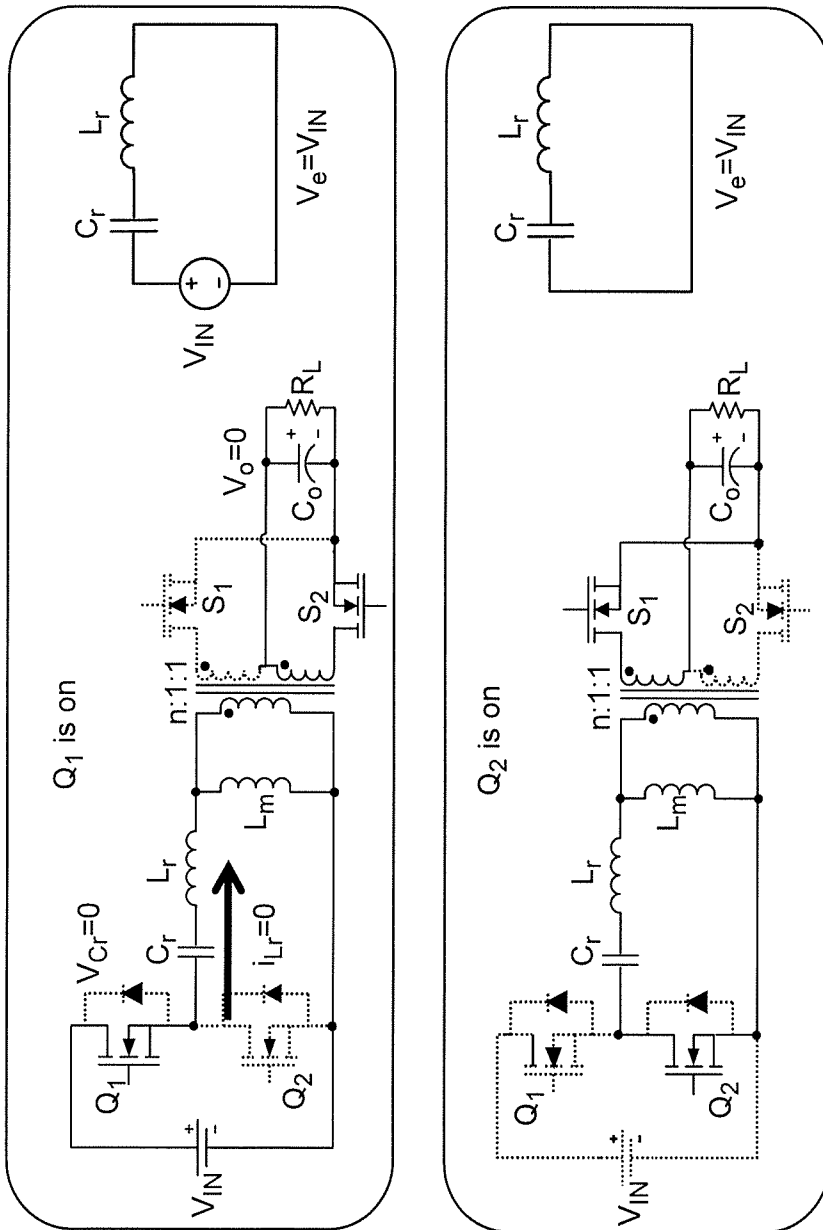 Q1 is on
VIN
+
-
Q1
Q2
VCr=0
Cr
iLr=0
Lr
Lm
n:1:1
S1
S2
Vo=0
Co
+
-
RL
VIN
+
-
Cr
Lr
Ve=VIN
Q2 is on
VIN
+
-
Q1
Q2
Cr
Lr
Lm
n:1:1
S1
S2
Co
+
-
RL
Cr
Lr
Ve=VIN